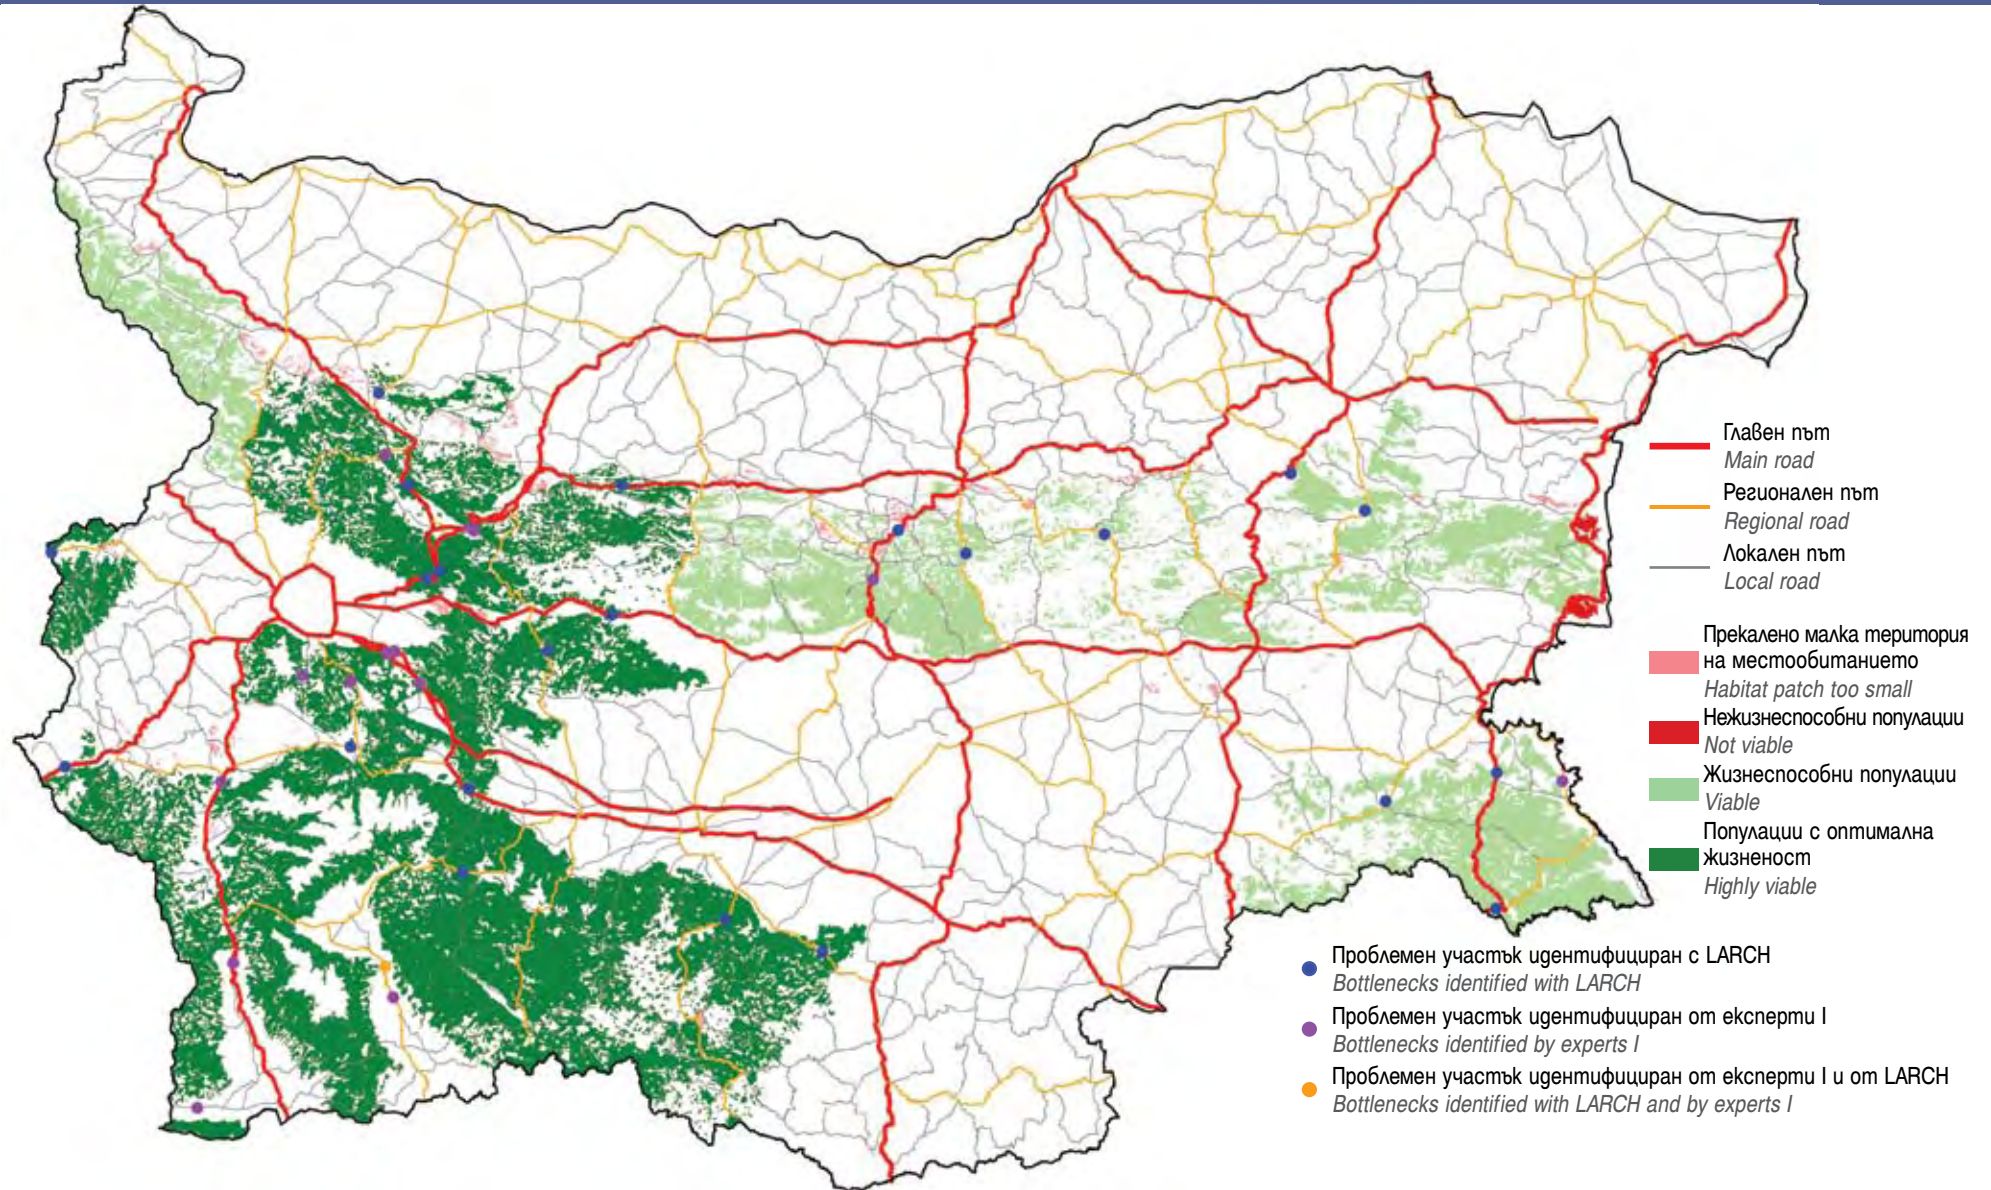 Главен път
Main road
Регионален път
Regional road
Локален път
Local road
Прекалено малка територия
на местообитанието
Habitat patch too small
Нежизнеспособни популации
Not viable
Жизнеспособни популации
Viable
Популации с оптимална
жизненост
Highly viable
Проблемен участък идентифициран с LARCH
Bottlenecks identified with LARCH
Проблемен участък идентифициран от експерти I
Bottlenecks identified by experts I
Проблемен участък идентифициран от експерти I и от LARCH
Bottlenecks identified with LARCH and by experts I